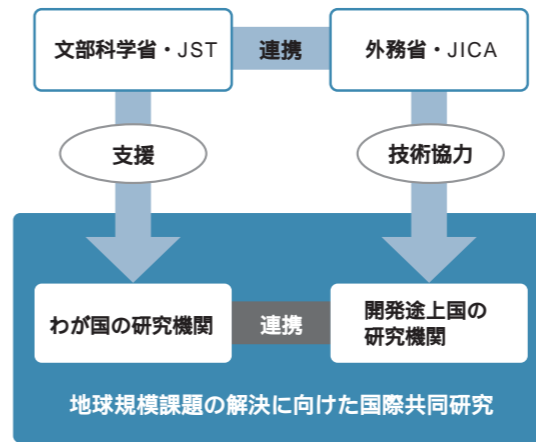 文部科学省・JST
連携
外務省・JICA
支援
技術協力
わが国の研究機関
連携
開発途上国の
研究機関
地球規模課題の解決に向けた国際共同研究